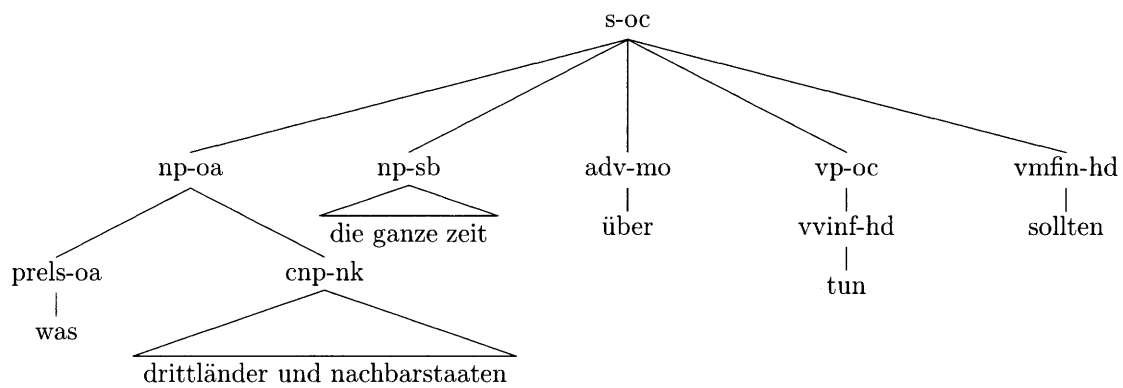 s-oc
np-oa np-sb adv-mo vp-oc vmfin-hd
die ganze zeit über vvinf-hd sollten
prels-oa cnp-nk tun
was
drittländer und nachbarstaaten